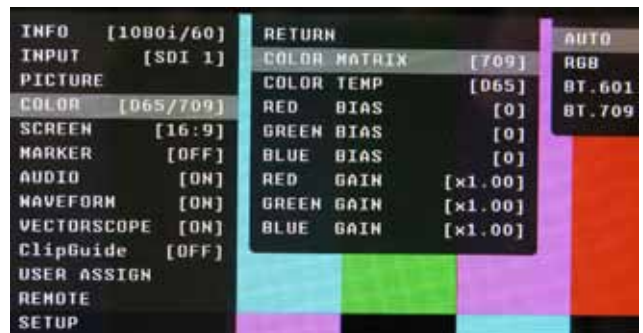 INFO [1080i/60]
INPUT [SDI 1]
PICTURE
COLOR [D65/709]
SCREEN [16:9]
MARKER [OFF]
AUDIO [ON]
WAVEFORM [ON]
VECTORSCOPE [ON]
ClipGuide [OFF]
USER ASSIGN
REMOTE
SETUP
RETURN
COLOR MATRIX [709]
COLOR TEMP [D65]
RED BIAS [0]
GREEN BIAS [0]
BLUE BIAS [0]
RED GAIN [x1.00]
GREEN GAIN [x1.00]
BLUE GAIN [x1.00]
AUTO
RGB
BT.601
BT.709